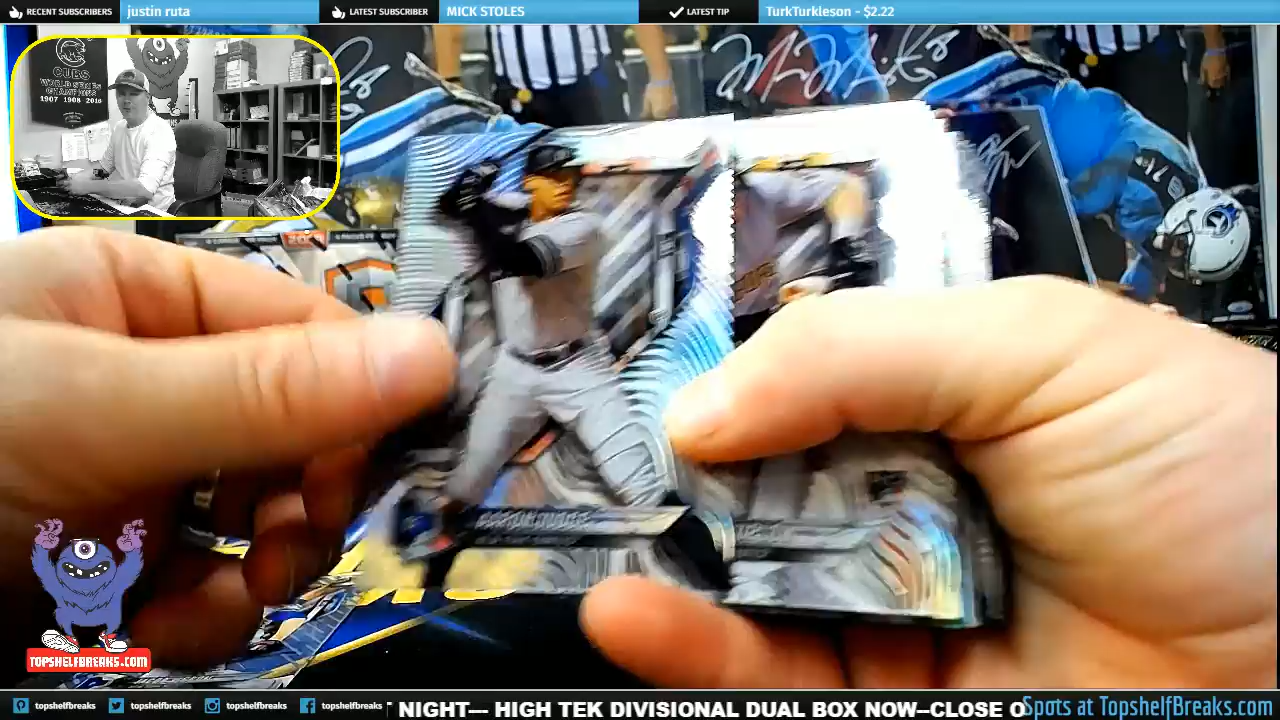 RECENT SUBSCRIBERS justin ruta LATEST SUBSCRIBER MICK STOLES LATEST TIP TurkTurkleson - $2.22
CUBS
WORLD SERIES
CHAMPIONS
1907 1908 2016
TOPSHELFBREAKS.COM
topshelfbreaks topshelfbreaks topshelfbreaks topshelfbreaks NIGHT--- HIGH TEK DIVISIONAL DUAL BOX NOW--CLOSE O Spots at TopshelfBreaks.com